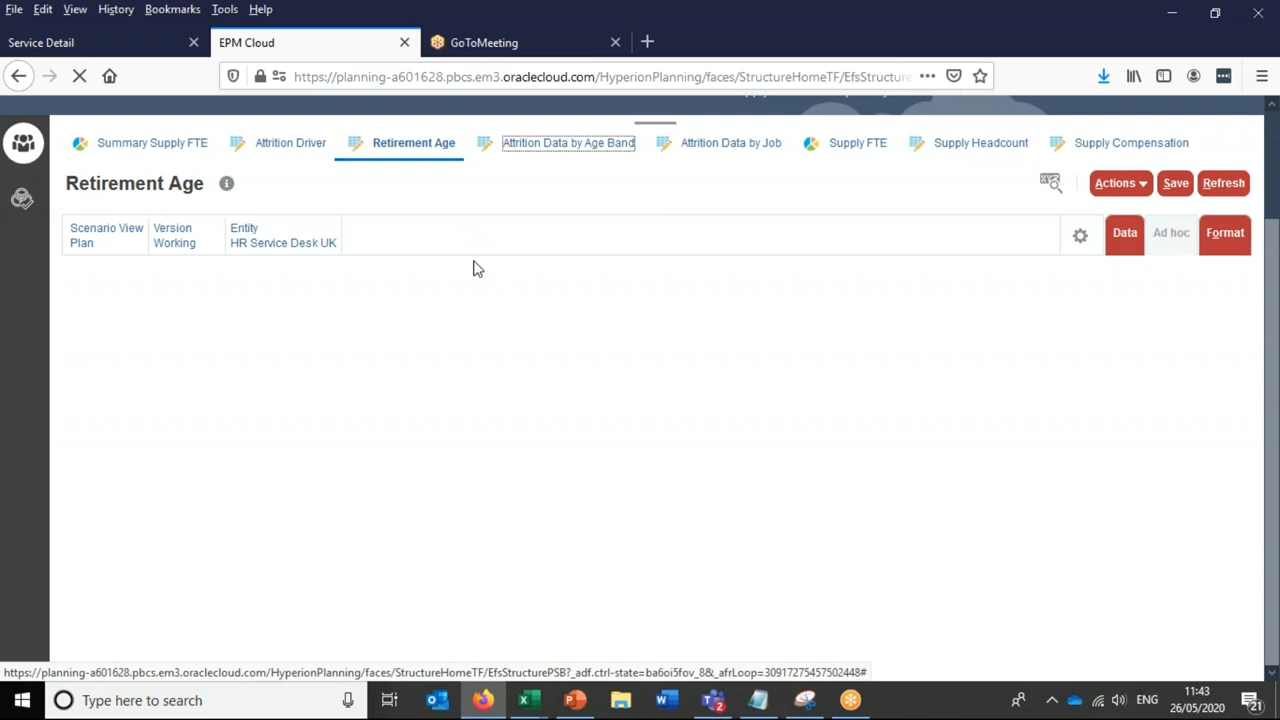 File Edit View History Bookmarks Tools Help
Service Detail
EPM Cloud
GoToMeeting
https://planning-a601628.pbcs.em3.oraclecloud.com/HyperionPlanning/faces/StructureHomeTF/EfsStructure
Summary Supply FTE
Attrition Driver
Retirement Age
Attrition Data by Age Band
Attrition Data by Job
Supply FTE
Supply Headcount
Supply Compensation
Retirement Age
Actions
Save
Refresh
Scenario View
Plan
Version
Working
Entity
HR Service Desk UK
Data
Ad hoc
Format
https://planning-a601628.pbcs.em3.oraclecloud.com/HyperionPlanning/faces/StructureHomeTF/EfsStructurePSB?_adf.ctrl-state=ba6oi5fov_8&_afrLoop=30917275457502448#
Type here to search
2
ENG
11:43
26/05/2020
21